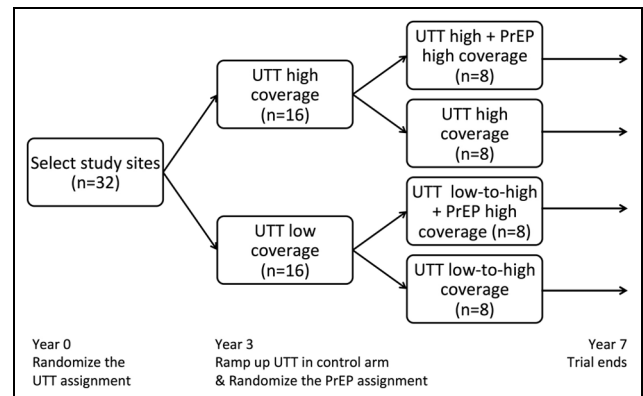 Select study sites
(n=32)
UTT high
coverage
(n=16)
UTT low
coverage
(n=16)
UTT high + PrEP
high coverage
(n=8)
UTT high
coverage
(n=8)
UTT low-to-high
+ PrEP high
coverage (n=8)
UTT low-to-high
coverage
(n=8)
Year 0
Randomize the
UTT assignment
Year 3
Ramp up UTT in control arm
& Randomize the PrEP assignment
Year 7
Trial ends